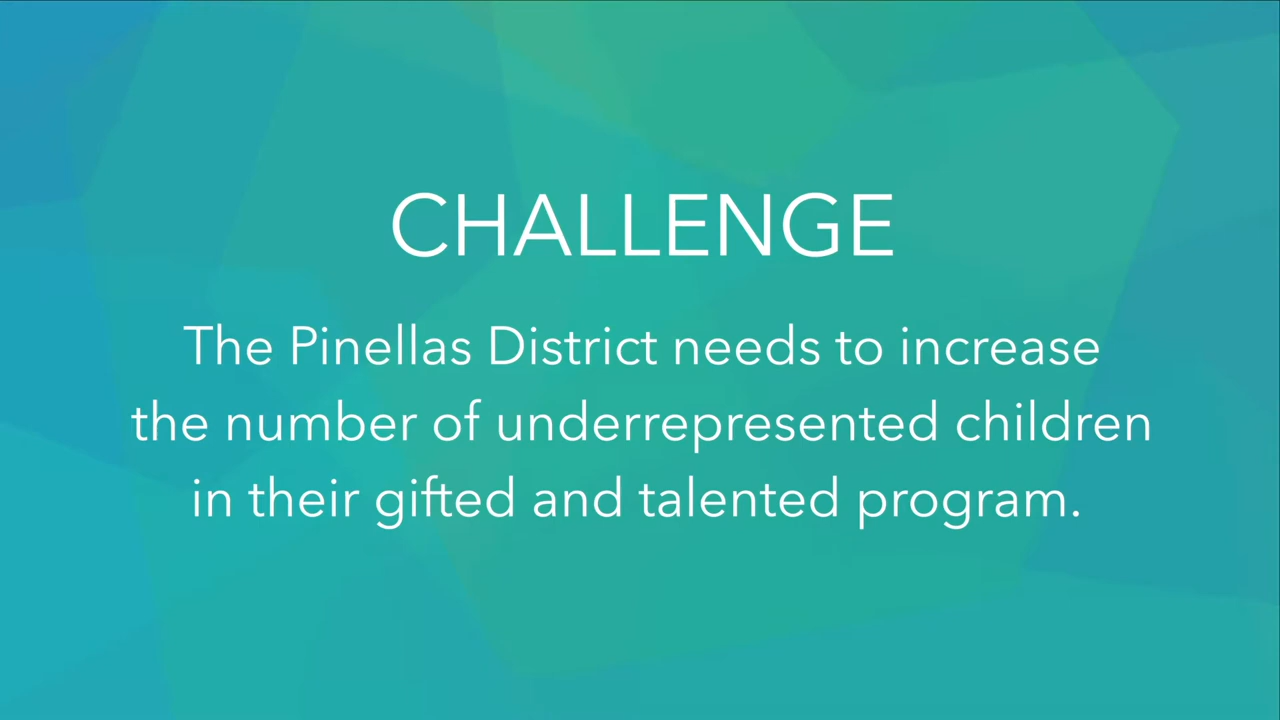 CHALLENGE
The Pinellas District needs to increase
the number of underrepresented children
in their gifted and talented program.